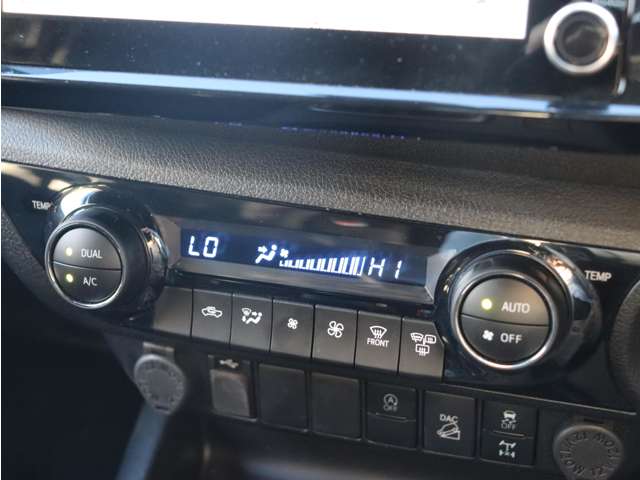 TEMP
DUAL
A/C
LO
HI
TEMP
AUTO
OFF
FRONT
OFF
DAC
OFF